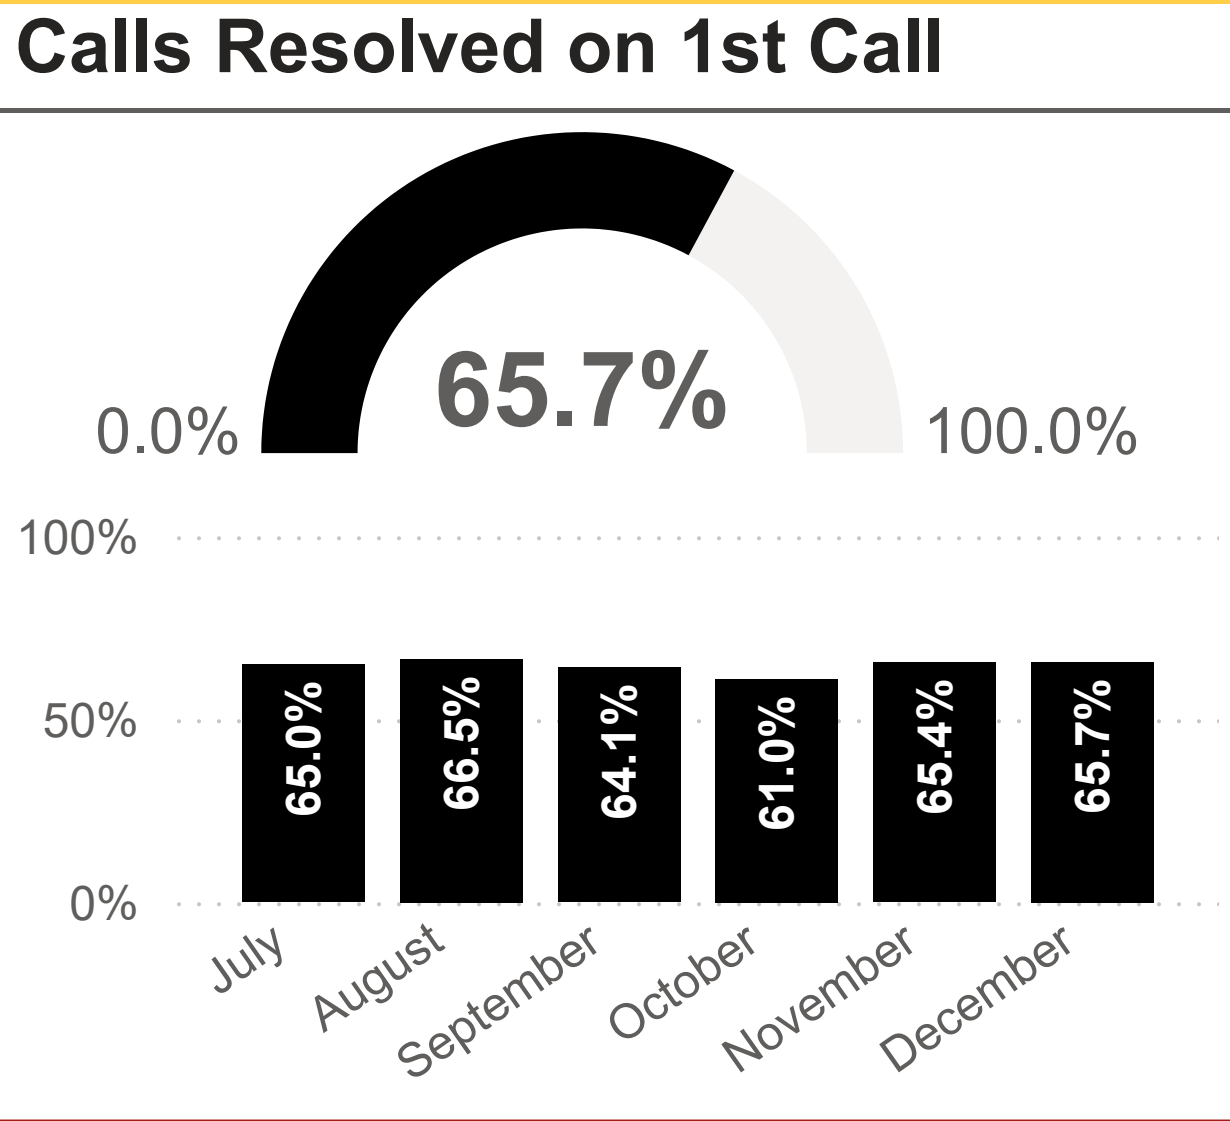 Calls Resolved on 1st Call
65.7%
0.0%
100.0%
100%
50%
0%
65.0%
66.5%
64.1%
61.0%
65.4%
65.7%
July
August
September
October
November
December